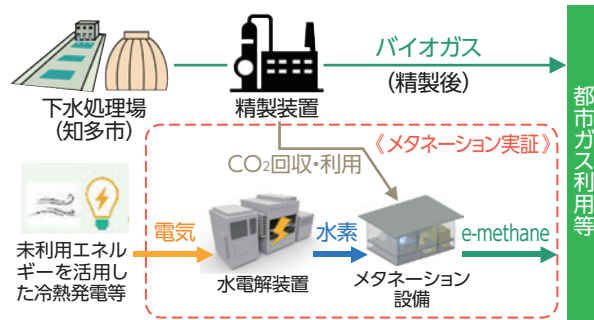 バイオガス
(精製後)
下水処理場
(知多市)
精製装置
《メタネーション実証》
CO₂回収・利用
電気
水素
e-methane
未利用エネル
ギーを活用し
た冷熱発電等
水電解装置
メタネーション
設備
都市ガス利用等